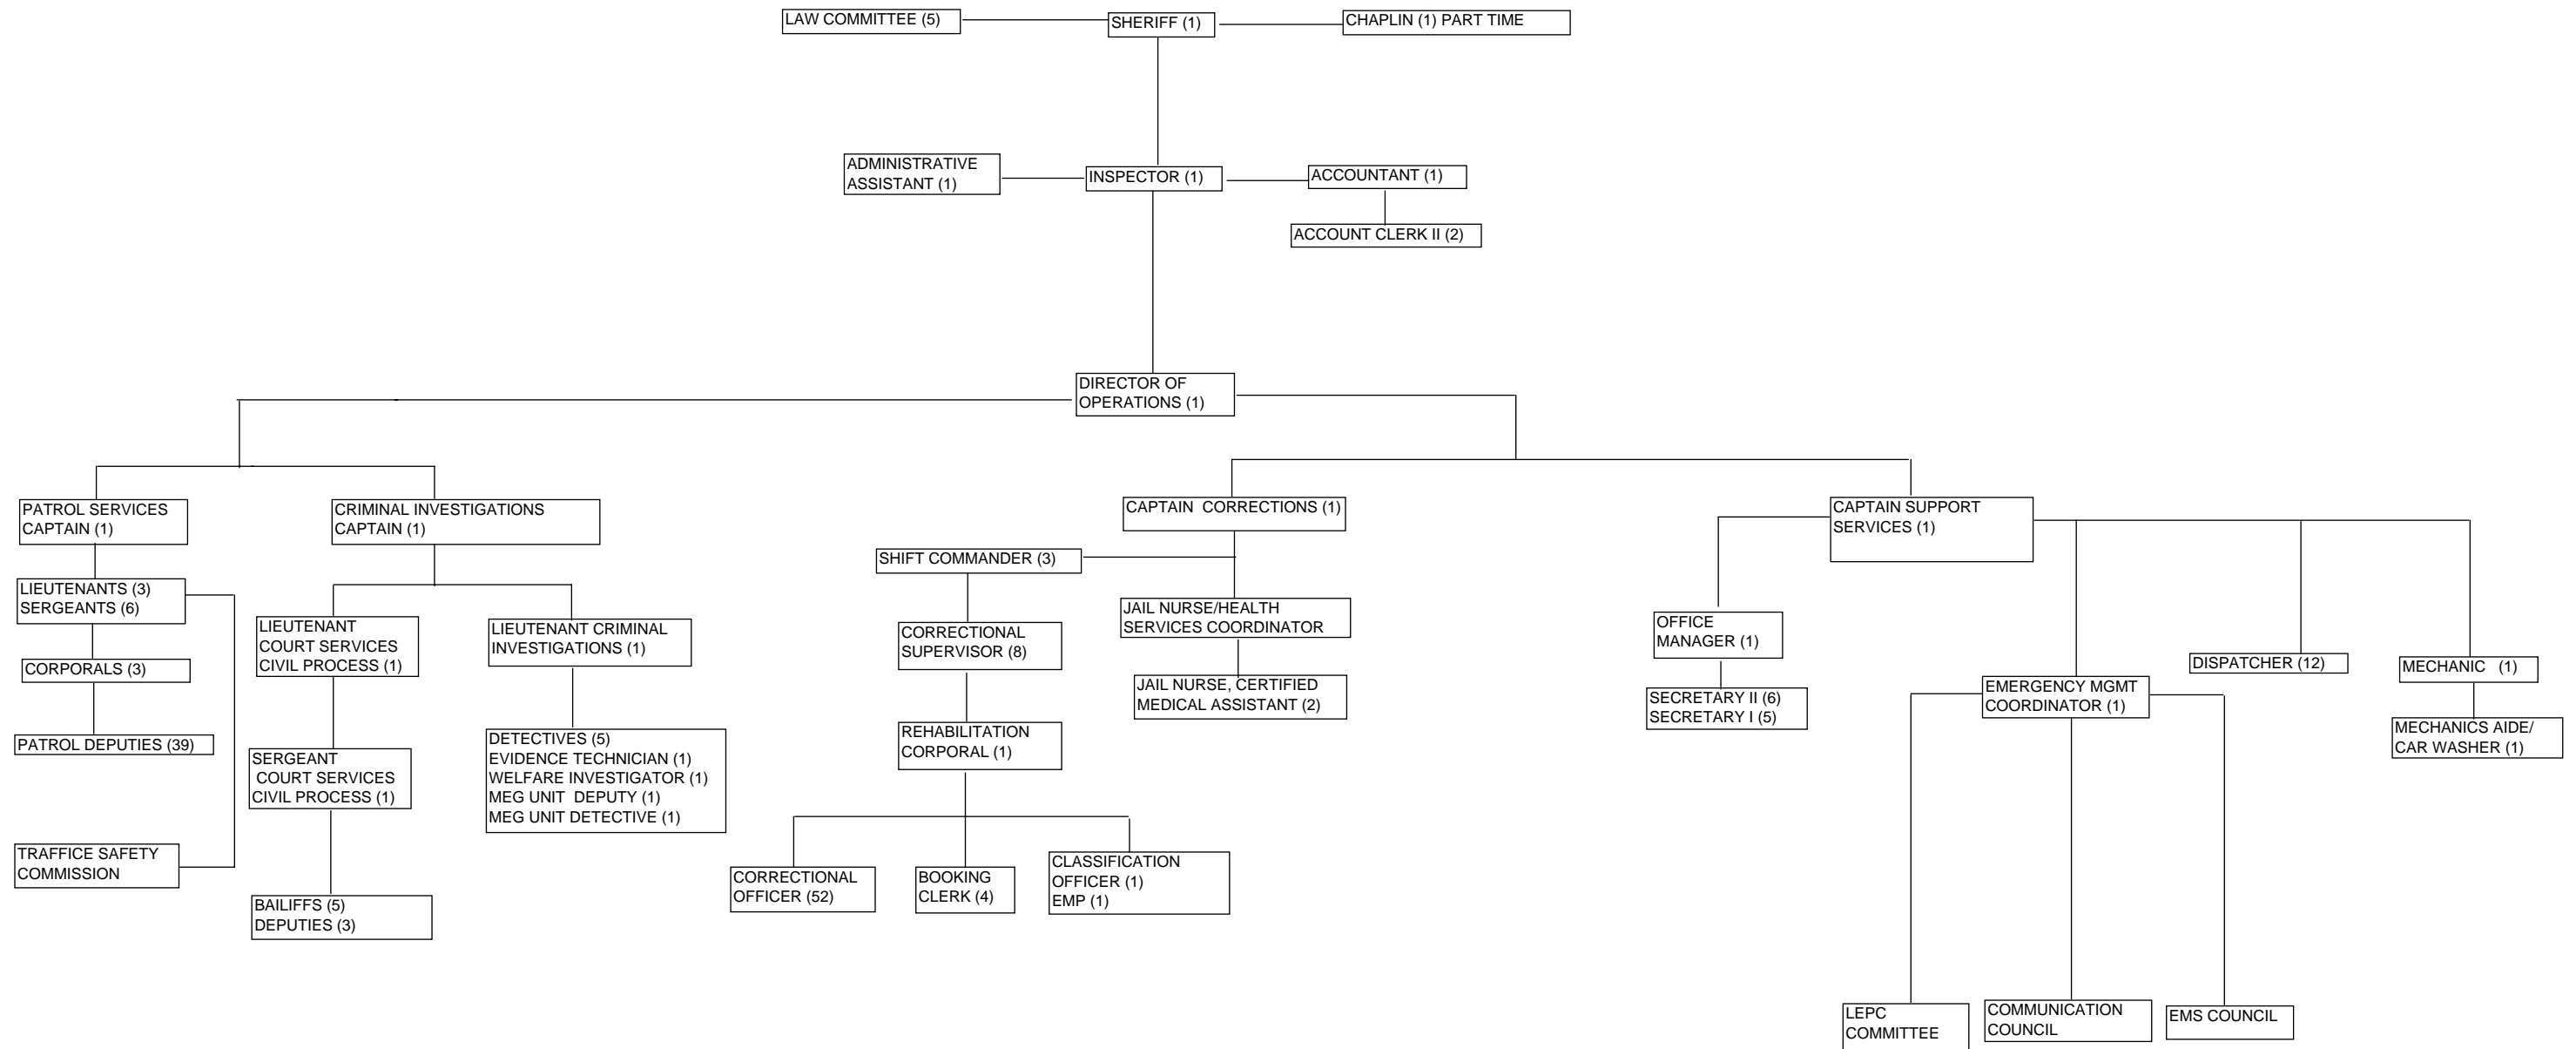 LAW COMMITTEE (5)
SHERIFF (1)
CHAPLIN (1) PART TIME
ADMINISTRATIVE
ASSISTANT (1)
INSPECTOR (1)
ACCOUNTANT (1)
ACCOUNT CLERK II (2)
DIRECTOR OF
OPERATIONS (1)
PATROL SERVICES
CAPTAIN (1)
LIEUTENANTS (3)
SERGEANTS (6)
CORPORALS (3)
PATROL DEPUTIES (39)
TRAFFICE SAFETY
COMMISSION
CRIMINAL INVESTIGATIONS
CAPTAIN (1)
LIEUTENANT
COURT SERVICES
CIVIL PROCESS (1)
SERGEANT
COURT SERVICES
CIVIL PROCESS (1)
BAILIFFS (5)
DEPUTIES (3)
LIEUTENANT CRIMINAL
INVESTIGATIONS (1)
DETECTIVES (5)
EVIDENCE TECHNICIAN (1)
WELFARE INVESTIGATOR (1)
MEG UNIT  DEPUTY (1)
MEG UNIT DETECTIVE (1)
CAPTAIN  CORRECTIONS (1)
SHIFT COMMANDER (3)
CORRECTIONAL
SUPERVISOR (8)
REHABILITATION
CORPORAL (1)
CORRECTIONAL
OFFICER (52)
BOOKING
CLERK (4)
CLASSIFICATION
OFFICER (1)
EMP (1)
JAIL NURSE/HEALTH
SERVICES COORDINATOR
JAIL NURSE, CERTIFIED
MEDICAL ASSISTANT (2)
CAPTAIN SUPPORT
SERVICES (1)
OFFICE
MANAGER (1)
SECRETARY II (6)
SECRETARY I (5)
EMERGENCY MGMT
COORDINATOR (1)
LEPC
COMMITTEE
COMMUNICATION
COUNCIL
EMS COUNCIL
DISPATCHER (12)
MECHANIC   (1)
MECHANICS AIDE/
CAR WASHER (1)